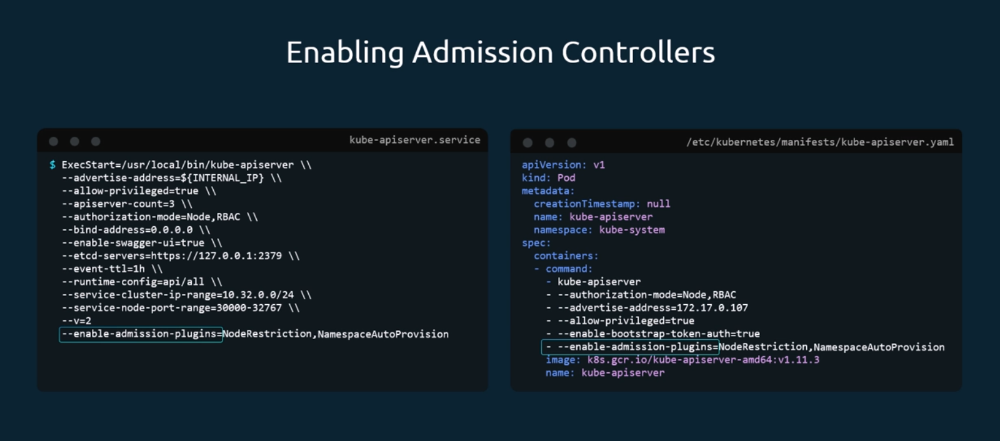 Enabling Admission Controllers
kube-apiserver.service
$ ExecStart=/usr/local/bin/kube-apiserver \\
--advertise-address=${INTERNAL_IP} \\
--allow-privileged=true \\
--apiserver-count=3 \\
--authorization-mode=Node,RBAC \\
--bind-address=0.0.0.0 \\
--enable-swagger-ui=true \\
--etcd-servers=https://127.0.0.1:2379 \\
--event-ttl=1h \\
--runtime-config=api/all \\
--service-cluster-ip-range=10.32.0.0/24 \\
--service-node-port-range=30000-32767 \\
--v=2
--enable-admission-plugins=NodeRestriction,NamespaceAutoProvision
/etc/kubernetes/manifests/kube-apiserver.yaml
apiVersion: v1
kind: Pod
metadata:
  creationTimestamp: null
  name: kube-apiserver
  namespace: kube-system
spec:
  containers:
  - command:
    - kube-apiserver
    - --authorization-mode=Node,RBAC
    - --advertise-address=172.17.0.107
    - --allow-privileged=true
    - --enable-bootstrap-token-auth=true
    - --enable-admission-plugins=NodeRestriction,NamespaceAutoProvision
    image: k8s.gcr.io/kube-apiserver-amd64:v1.11.3
    name: kube-apiserver